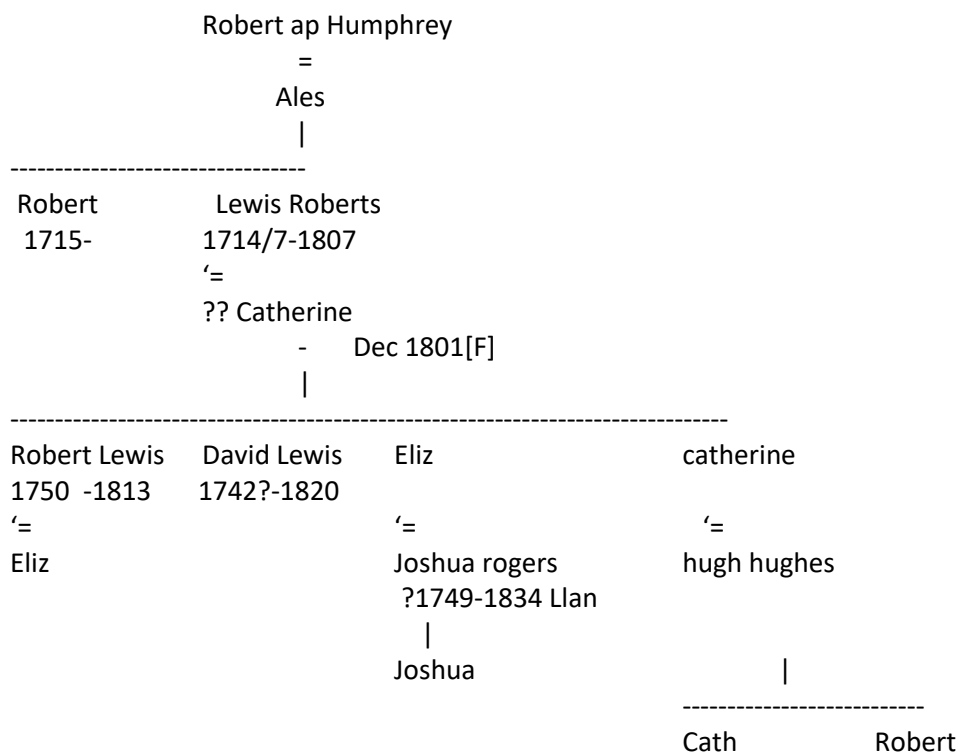 Robert ap Humphrey
=
Ales
|
---------------------------------
Robert Lewis Roberts
1715- 1714/7-1807
‘=
?? Catherine
- Dec 1801[F]
|
--------------------------------------------------------------------------------
Robert Lewis David Lewis Eliz catherine
1750 -1813 1742?-1820
‘= ‘= ‘=
Eliz Joshua rogers hugh hughes
?1749-1834 Llan
|
Joshua |
---------------------------
Cath Robert